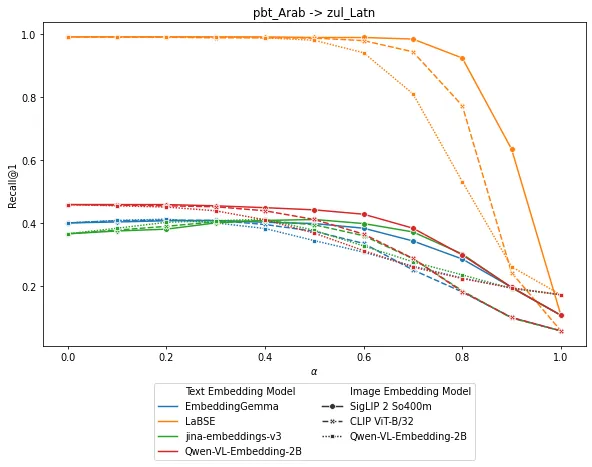 pbt_Arab -> zul_Latn
1.0
0.8
0.6
0.4
0.2
Recall@1
0.0 0.2 0.4 0.6 0.8 1.0
α
Text Embedding Model Image Embedding Model
EmbeddingGemma SigLIP 2 So400m
LaBSE CLIP ViT-B/32
jina-embeddings-v3 Qwen-VL-Embedding-2B
Qwen-VL-Embedding-2B